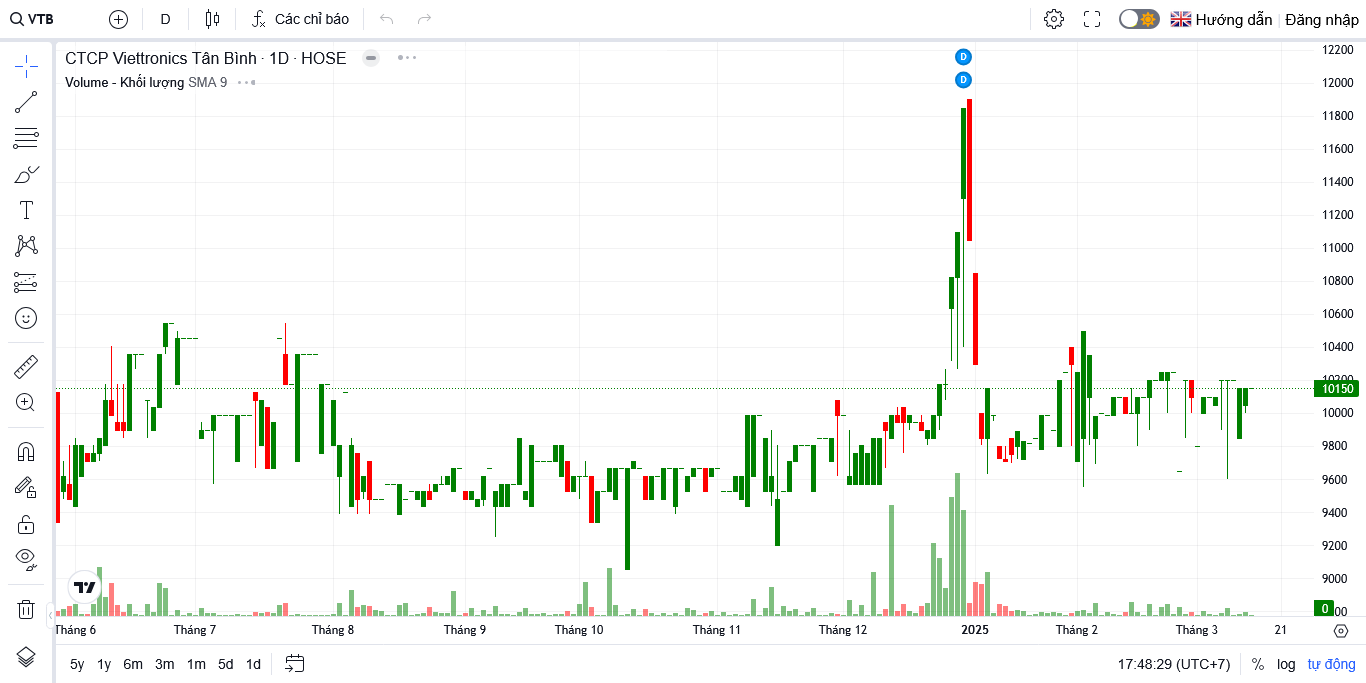 VTB D Các chỉ báo Hướng dẫn Đăng nhập
CTCP Viettronics Tân Bình · 1D · HOSE
Volume - Khối lượng SMA 9
D
D
12200
12000
11800
11600
11400
11200
11000
10800
10600
10400
10200
10150
10000
9800
9600
9400
9200
9000
0
00
Tháng 6 Tháng 7 Tháng 8 Tháng 9 Tháng 10 Tháng 11 Tháng 12 2025 Tháng 2 Tháng 3 21
5y 1y 6m 3m 1m 5d 1d 17:48:29 (UTC+7) % log tự động